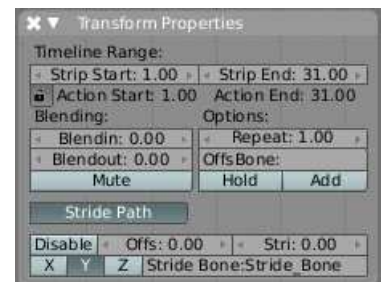 Transform Properties
Timeline Range:
Strip Start: 1.00 Strip End: 31.00
Action Start: 1.00 Action End: 31.00
Blending: Options:
Blendin: 0.00 Repeat: 1.00
Blendout: 0.00 OffsBone:
Mute Hold Add
Stride Path
Disable Offs: 0.00 Stri: 0.00
X Y Z Stride Bone:Stride_Bone